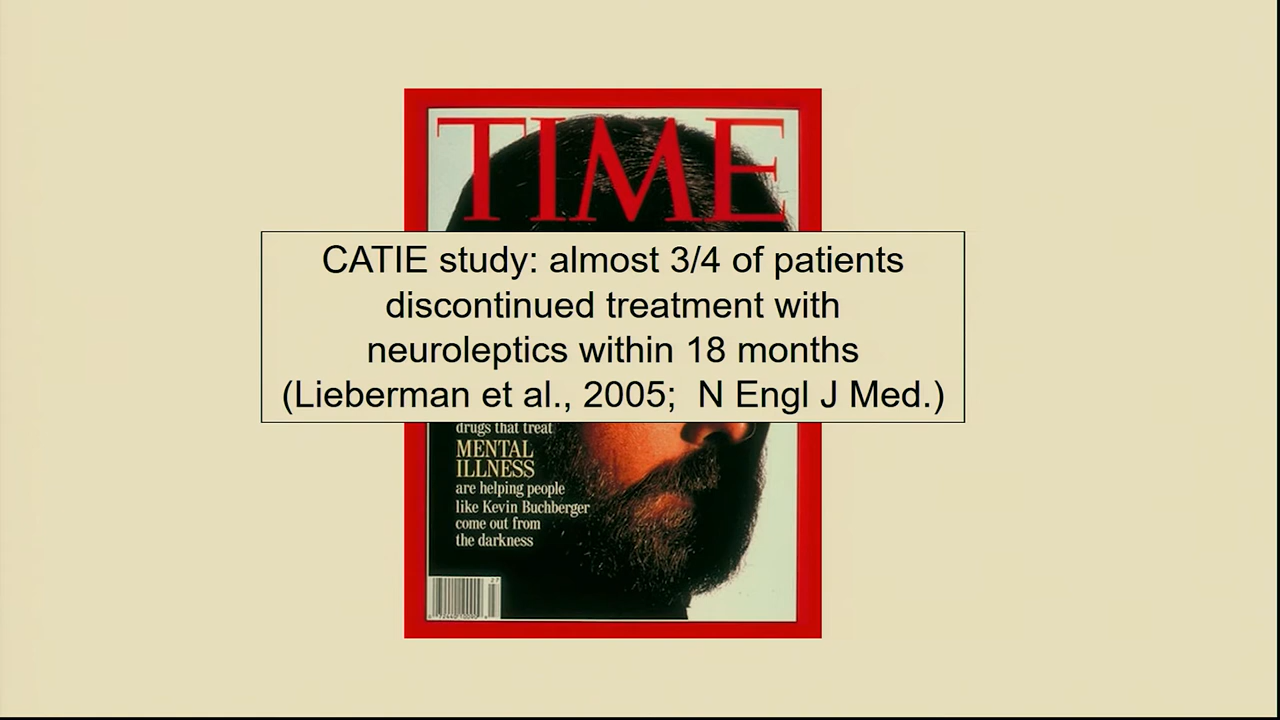 TIME
CATIE study: almost 3/4 of patients
discontinued treatment with
neuroleptics within 18 months
(Lieberman et al., 2005; N Engl J Med.)
drugs that treat
MENTAL
ILLNESS
are helping people
like Kevin Buchberger
come out from
the darkness
27